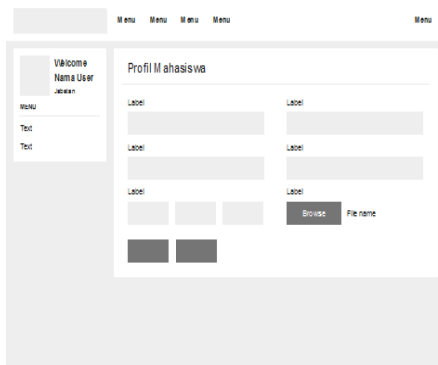 Menu Menu Menu Menu Menu
Welcome
Nama User
Jabatan
MENU
Text
Text
Profil Mahasiswa
Label Label
Label Label
Label Label
Browse File name